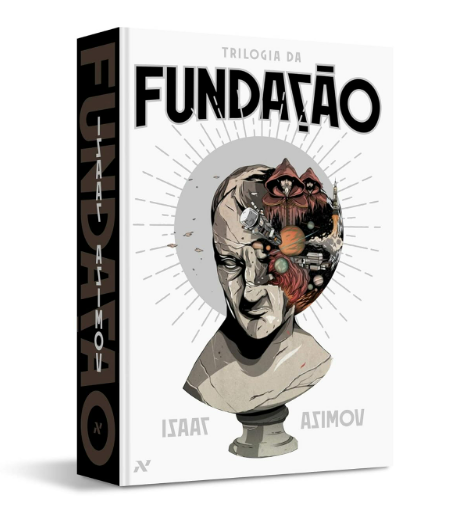 TRILOGIA DA
FUNDAÇÃO
ISAAC ASIMOV
FUNDAÇÃO
ISAAC ASIMOV